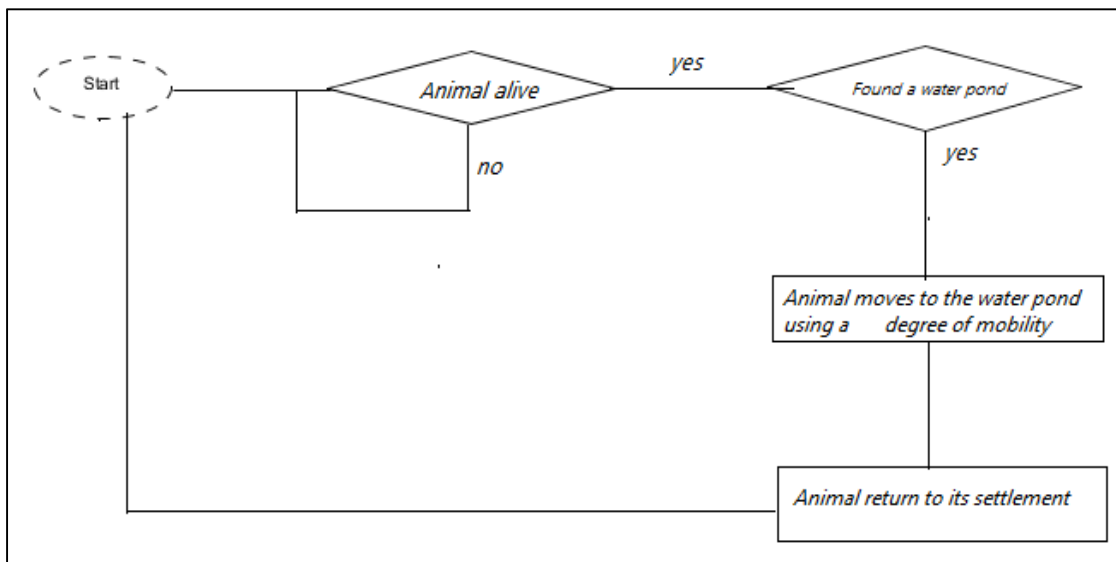 Start
Animal alive
yes
Found a water pond
no
yes
Animal moves to the water pond
using a degree of mobility
Animal return to its settlement